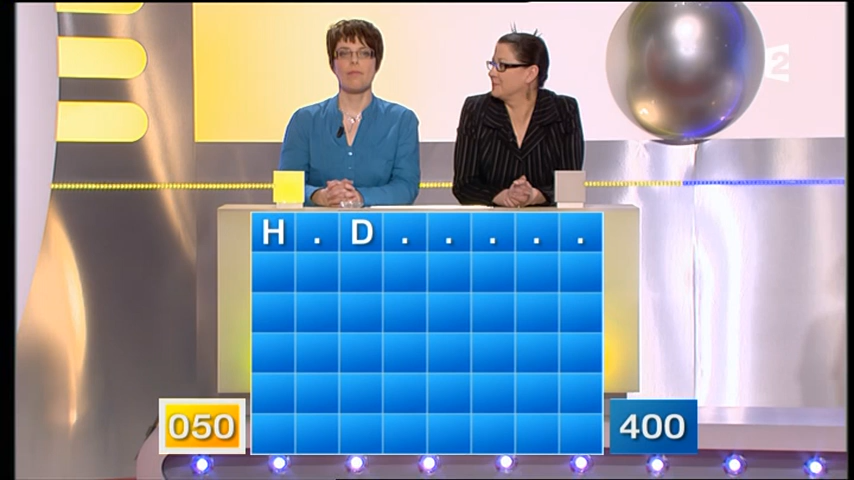 2
H . D . . . . .
050
400